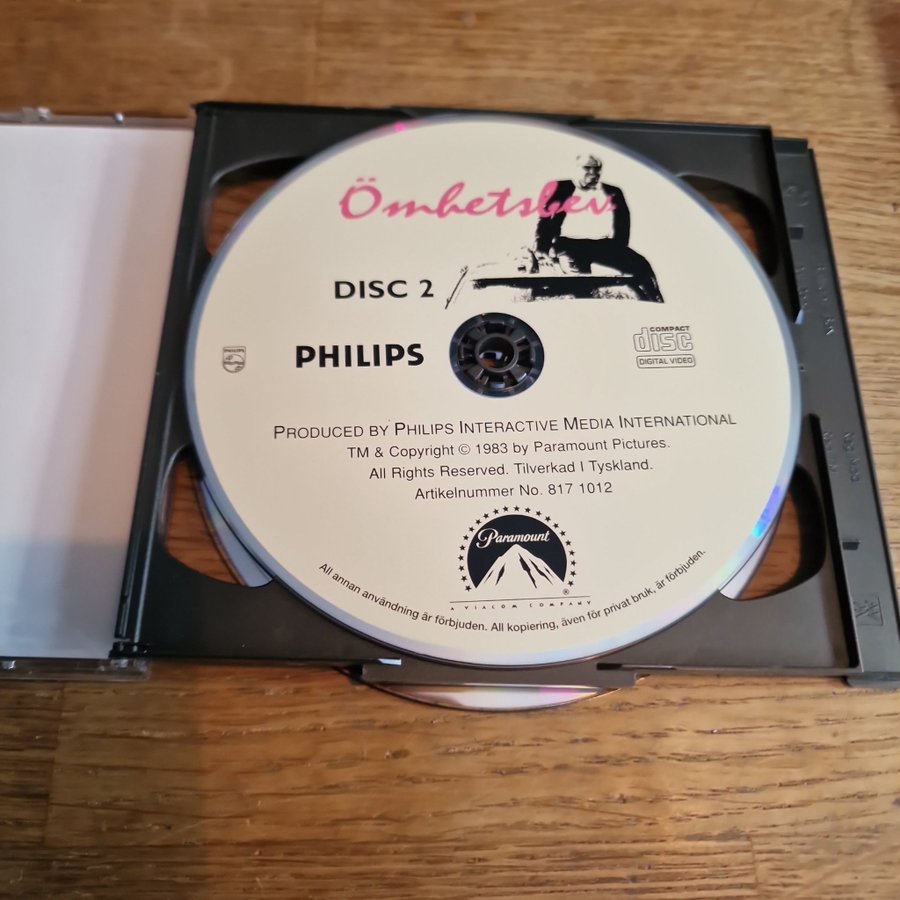 Ömhetsbev
DISC 2
PHILIPS
PHILIPS
COMPACT
disc
DIGITAL VIDEO
PRODUCED BY PHILIPS INTERACTIVE MEDIA INTERNATIONAL
TM & Copyright © 1983 by Paramount Pictures.
All Rights Reserved. Tilverkad I Tyskland.
Artikelnummer No. 817 1012
Paramount
®
A VIACOM COMPANY
All annan användning är förbjuden. All kopiering, även för privat bruk, är förbjuden.